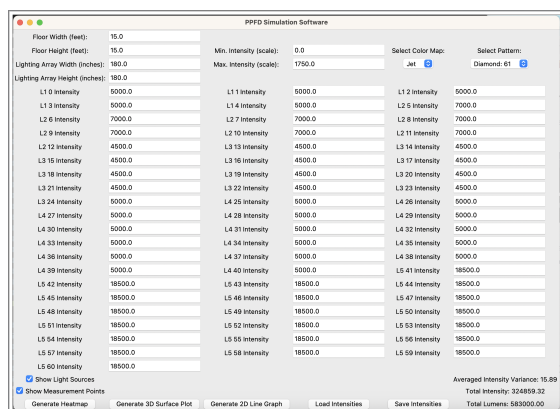 PPFD Simulation Software
Floor Width (feet): 15.0
Floor Height (feet): 15.0 Min. Intensity (scale): 0.0 Select Color Map: Select Pattern:
Lighting Array Width (inches): 180.0 Max. Intensity (scale): 1750.0 Jet Diamond: 61
Lighting Array Height (inches): 180.0
L1 0 Intensity 5000.0 L1 1 Intensity 5000.0 L1 2 Intensity 5000.0
L1 3 Intensity 5000.0 L1 4 Intensity 5000.0 L2 5 Intensity 7000.0
L2 6 Intensity 7000.0 L2 7 Intensity 7000.0 L2 8 Intensity 7000.0
L2 9 Intensity 7000.0 L2 10 Intensity 7000.0 L2 11 Intensity 7000.0
L2 12 Intensity 4500.0 L3 13 Intensity 4500.0 L3 14 Intensity 4500.0
L3 15 Intensity 4500.0 L3 16 Intensity 4500.0 L3 17 Intensity 4500.0
L3 18 Intensity 4500.0 L3 19 Intensity 4500.0 L3 20 Intensity 4500.0
L3 21 Intensity 4500.0 L3 22 Intensity 4500.0 L3 23 Intensity 4500.0
L3 24 Intensity 5000.0 L4 25 Intensity 5000.0 L4 26 Intensity 5000.0
L4 27 Intensity 5000.0 L4 28 Intensity 5000.0 L4 29 Intensity 5000.0
L4 30 Intensity 5000.0 L4 31 Intensity 5000.0 L4 32 Intensity 5000.0
L4 33 Intensity 5000.0 L4 34 Intensity 5000.0 L4 35 Intensity 5000.0
L4 36 Intensity 5000.0 L4 37 Intensity 5000.0 L4 38 Intensity 5000.0
L4 39 Intensity 5000.0 L4 40 Intensity 5000.0 L5 41 Intensity 18500.0
L5 42 Intensity 18500.0 L5 43 Intensity 18500.0 L5 44 Intensity 18500.0
L5 45 Intensity 18500.0 L5 46 Intensity 18500.0 L5 47 Intensity 18500.0
L5 48 Intensity 18500.0 L5 49 Intensity 18500.0 L5 50 Intensity 18500.0
L5 51 Intensity 18500.0 L5 52 Intensity 18500.0 L5 53 Intensity 18500.0
L5 54 Intensity 18500.0 L5 55 Intensity 18500.0 L5 56 Intensity 18500.0
L5 57 Intensity 18500.0 L5 58 Intensity 18500.0 L5 59 Intensity 18500.0
L5 60 Intensity 18500.0
Show Light Sources Averaged Intensity Variance: 15.89
Show Measurement Points Total Intensity: 324859.32
Generate Heatmap Generate 3D Surface Plot Generate 2D Line Graph Load Intensities Save Intensities Total Lumens: 583000.00